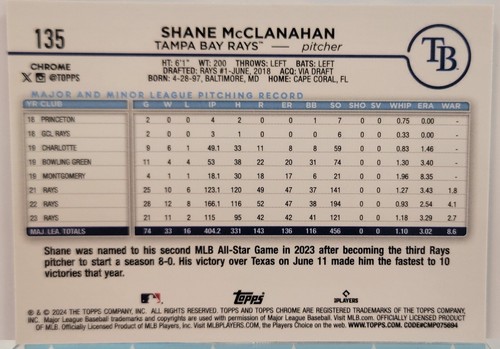 135
SHANE McCLANAHAN
TAMPA BAY RAYS™ — pitcher
TB
CHROME
@TOPPS
HT: 6'1" WT: 200 THROWS: LEFT BATS: LEFT
DRAFTED: RAYS #1-JUNE, 2018 ACQ: VIA DRAFT
BORN: 4-28-97, BALTIMORE, MD HOME: CAPE CORAL, FL
MAJOR AND MINOR LEAGUE PITCHING RECORD
YR CLUB G W L IP H R ER BB SO SHO SV WHIP ERA WAR
18 PRINCETON 2 0 0 4 2 0 0 1 7 0 0 0.75 0.00 -
18 GCL RAYS 2 0 0 3 1 0 0 0 6 0 0 0.33 0.00 -
19 CHARLOTTE 9 6 1 49.1 33 11 8 8 59 0 0 0.83 1.46 -
19 BOWLING GREEN 11 4 4 53 38 22 20 31 74 0 0 1.30 3.40 -
19 MONTGOMERY 4 1 1 18.1 30 18 17 6 21 0 0 1.96 8.35 -
21 RAYS 25 10 6 123.1 120 49 47 37 141 0 0 1.27 3.43 1.8
22 RAYS 28 12 8 166.1 116 52 47 38 194 0 0 0.93 2.54 4.1
23 RAYS 21 11 2 115 95 42 42 41 121 0 0 1.18 3.29 2.7
MAJ. LEA. TOTALS 74 33 16 404.2 331 143 136 116 456 0 0 1.10 3.02 8.6
Shane was named to his second MLB All-Star Game in 2023 after becoming the third Rays
pitcher to start a season 8-0. His victory over Texas on June 11 made him the fastest to 10
victories that year.
Topps
PLAYERS
® & © 2024 THE TOPPS COMPANY, INC. ALL RIGHTS RESERVED. TOPPS AND TOPPS CHROME ARE REGISTERED TRADEMARKS OF THE TOPPS COMPANY,
INC. Major League Baseball trademarks and copyrights are used with permission of Major League Baseball. Visit MLB.com. OFFICIALLY LICENSED PRODUCT
OF MLB Players, Inc. Visit MLBPLAYERS.COM, the Players Choice on the web. WWW.TOPPS.COM. CODE#CMP075694